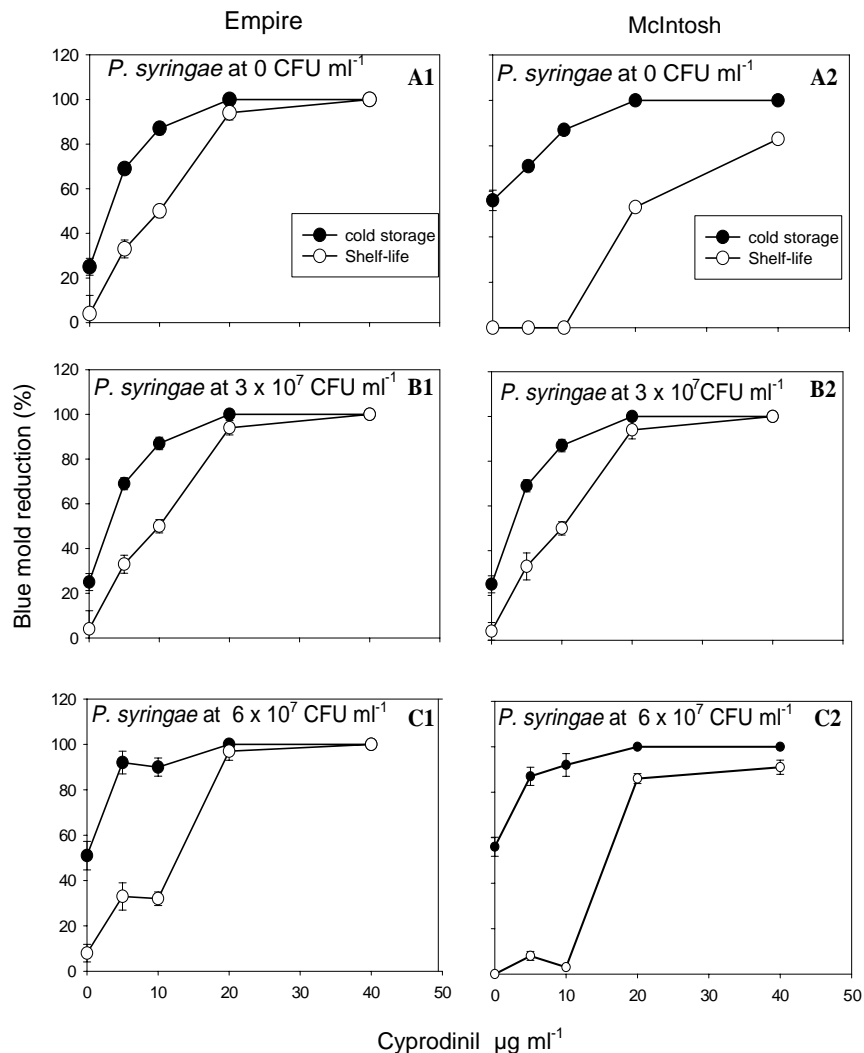 Empire
McIntosh
Blue mold reduction (%)
P. syringae at 0 CFU ml⁻¹ A1
120
100
80
60
40
20
0
cold storage
Shelf-life
P. syringae at 0 CFU ml⁻¹ A2
cold storage
Shelf-life
P. syringae at 3 x 10⁷ CFU ml⁻¹ B1
120
100
80
60
40
20
0
P. syringae at 3 x 10⁷CFU ml⁻¹ B2
P. syringae at 6 x 10⁷ CFU ml⁻¹ C1
120
100
80
60
40
20
0
0 10 20 30 40 50
P. syringae at 6 x 10⁷ CFU ml⁻¹ C2
0 10 20 30 40 50
Cyprodinil µg ml⁻¹